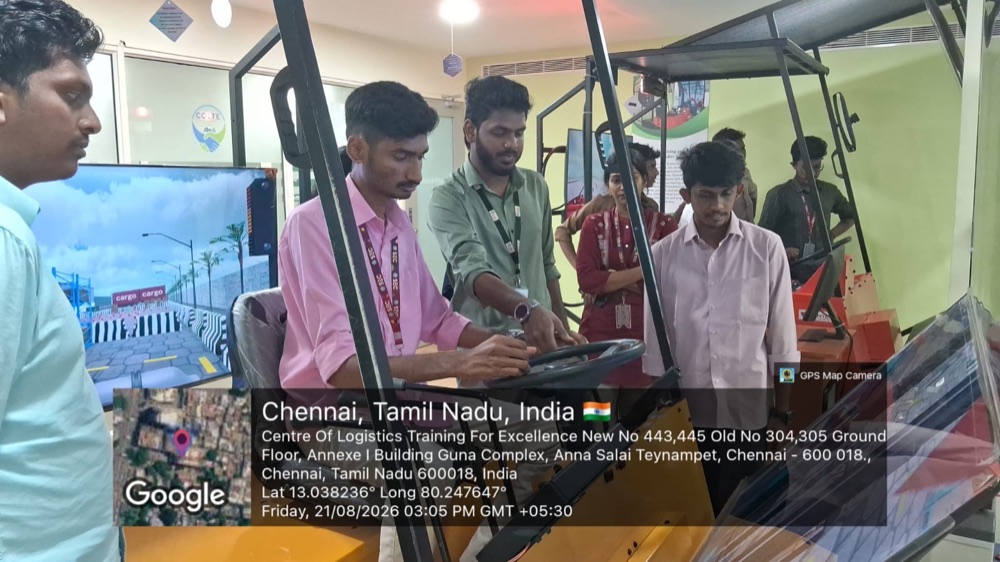 COLTE
cargo cargo
GPS Map Camera
Chennai, Tamil Nadu, India 🇮🇳
Centre Of Logistics Training For Excellence New No 443,445 Old No 304,305 Ground
Floor, Annexe I Building Guna Complex, Anna Salai Teynampet, Chennai - 600 018.,
Chennai, Tamil Nadu 600018, India
Lat 13.038236° Long 80.247647°
Friday, 21/08/2026 03:05 PM GMT +05:30
Google